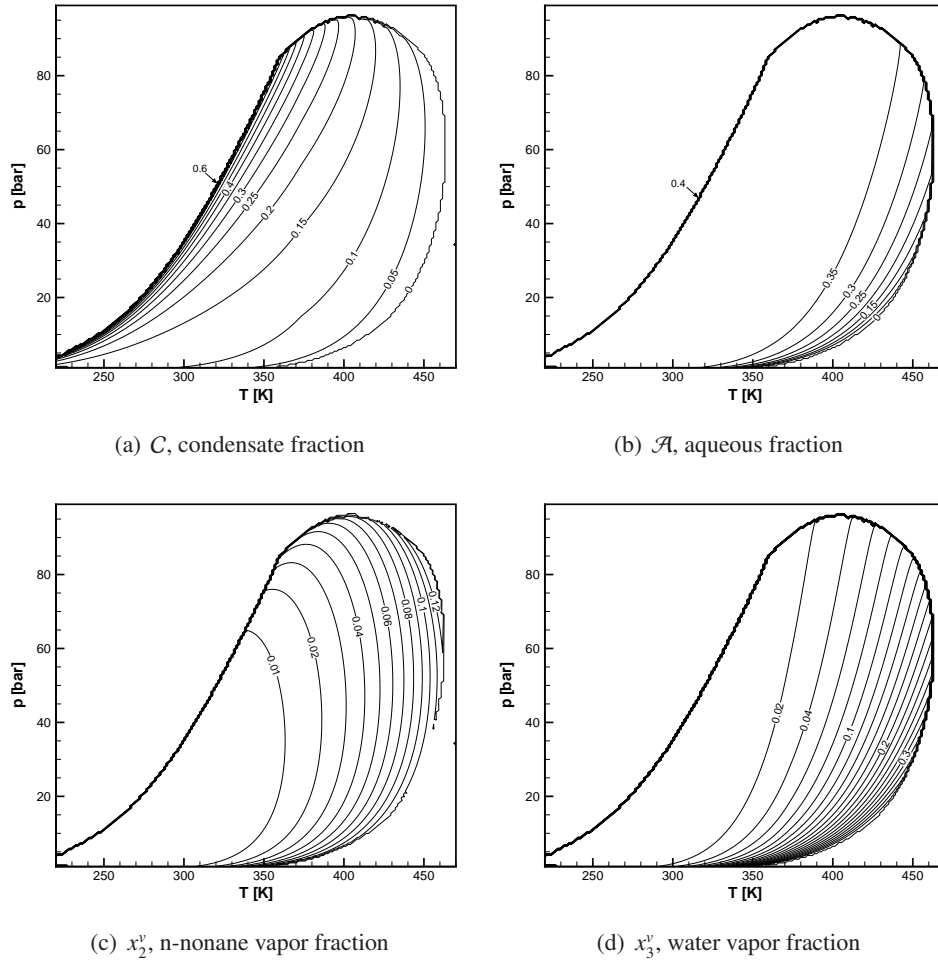 0.6
0.4
0.3
0.25
0.2
0.15
0.1
0.05
0
p [bar]
80
60
40
20
250 300 350 400 450
T [K]
(a) C, condensate fraction
0.4
0.35
0.3
0.25
0.15
0
p [bar]
80
60
40
20
250 300 350 400 450
T [K]
(b) A, aqueous fraction
0.01
0.02
0.04
0.06
0.08
0.1
0.12
p [bar]
80
60
40
20
250 300 350 400 450
T [K]
(c) x₂ᵛ, n-nonane vapor fraction
0.02
0.04
0.1
0.2
0.3
p [bar]
80
60
40
20
250 300 350 400 450
T [K]
(d) x₃ᵛ, water vapor fraction